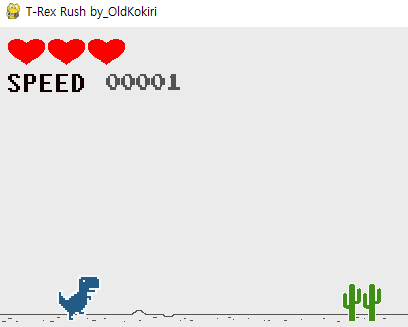 T-Rex Rush by_OldKokiri
SPEED 00001